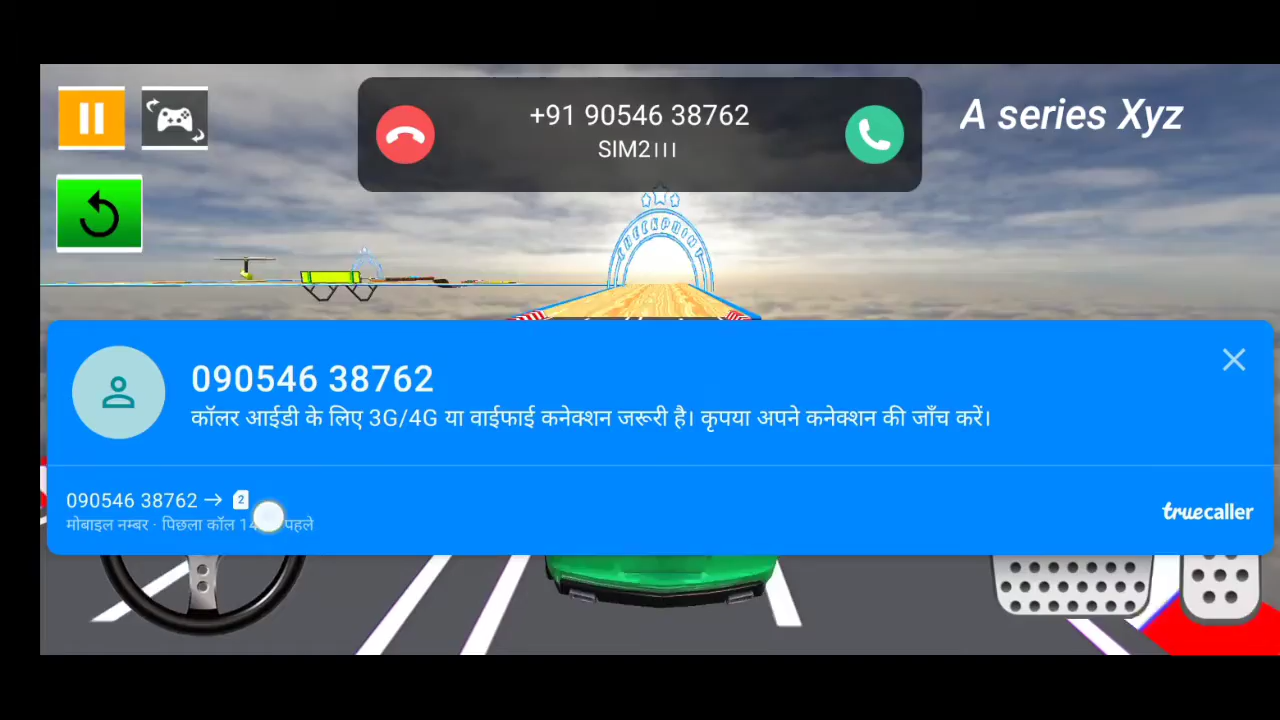 +91 90546 38762
SIM2
A series Xyz
CHECKPOINT
090546 38762
कॉलर आईडी के लिए 3G/4G या वाईफाई कनेक्शन जरूरी है। कृपया अपने कनेक्शन की जाँच करें।
090546 38762 → 2
मोबाइल नम्बर · पिछला कॉल पहले
truecaller